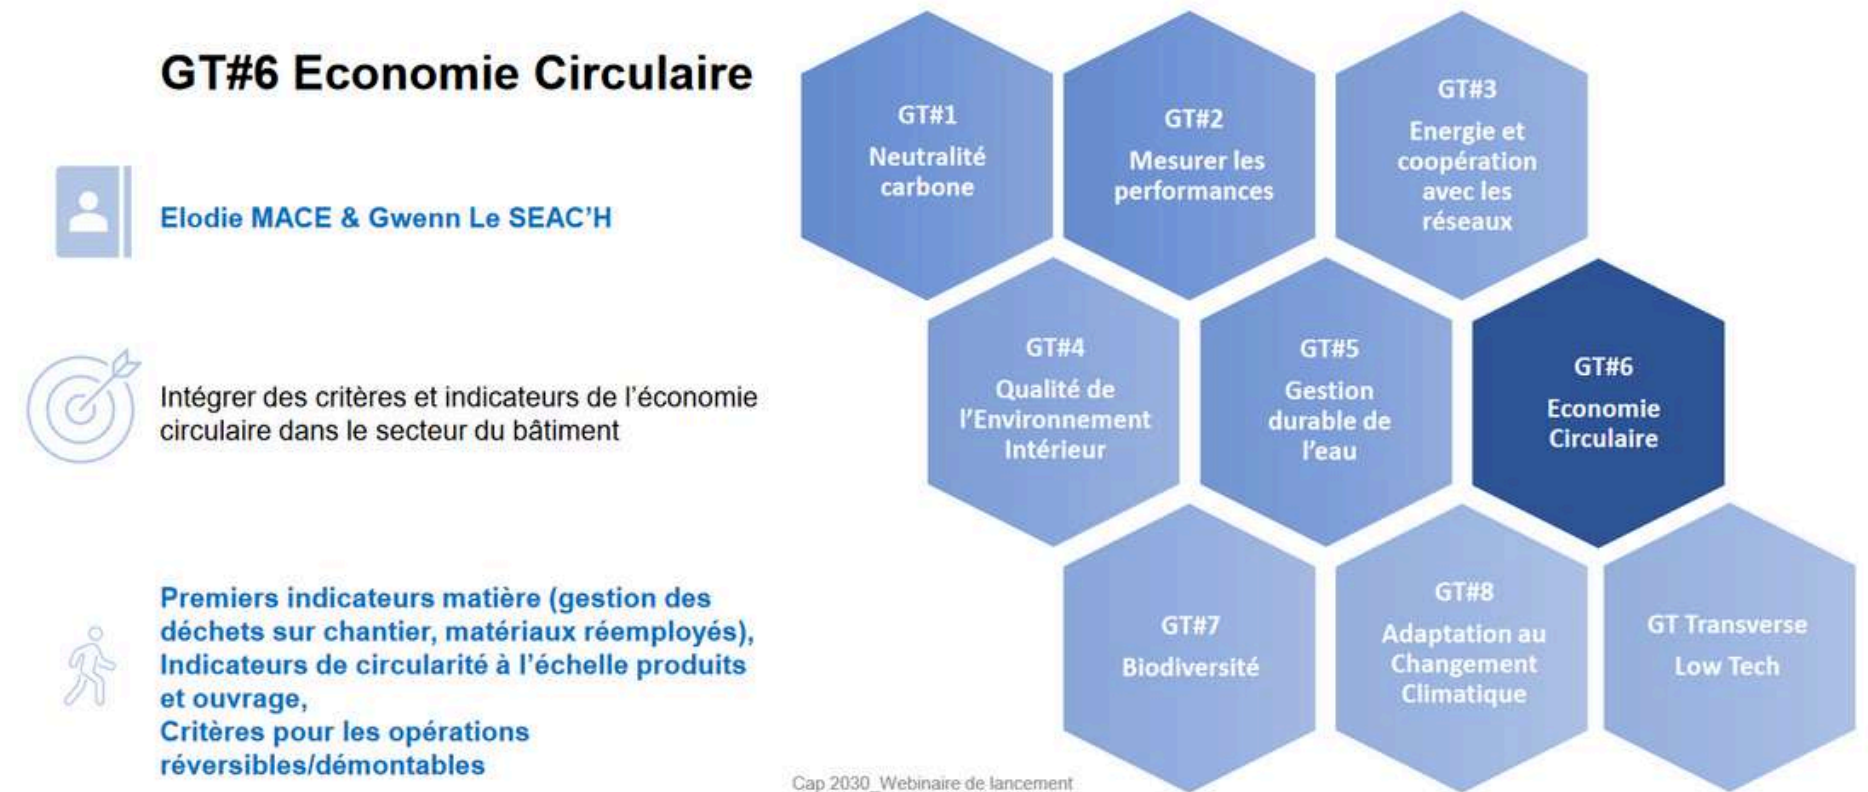 GT#6 Economie Circulaire
Elodie MACE & Gwenn Le SEAC'H
Intégrer des critères et indicateurs de l'économie
circulaire dans le secteur du bâtiment
Premiers indicateurs matière (gestion des
déchets sur chantier, matériaux réemployés),
Indicateurs de circularité à l'échelle produits
et ouvrage,
Critères pour les opérations
réversibles/démontables
GT#1
Neutralité
carbone
GT#2
Mesurer les
performances
GT#3
Energie et
coopération
avec les
réseaux
GT#4
Qualité de
l'Environnement
Intérieur
GT#5
Gestion
durable de
l'eau
GT#6
Economie
Circulaire
GT#7
Biodiversité
GT#8
Adaptation au
Changement
Climatique
GT Transverse
Low Tech
Cap 2030_Webinaire de lancement